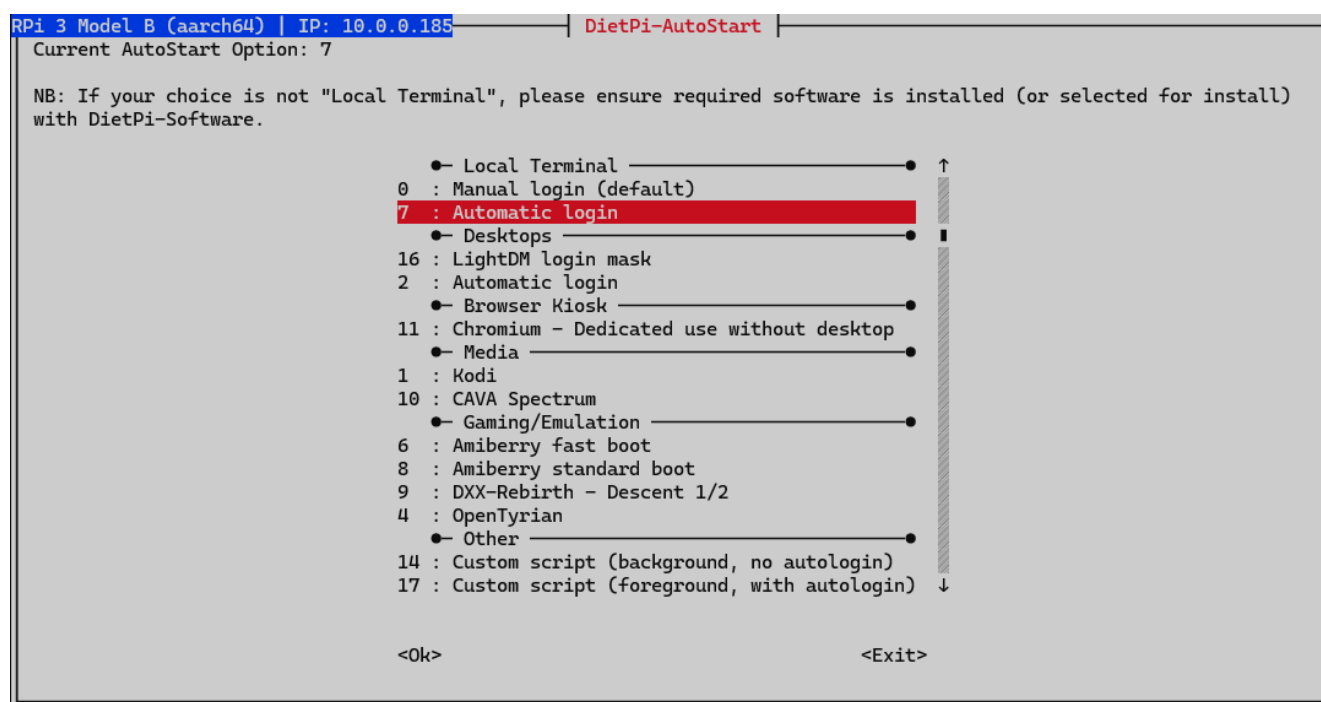 RPi 3 Model B (aarch64) | IP: 10.0.0.185 DietPi-AutoStart
Current AutoStart Option: 7
NB: If your choice is not "Local Terminal", please ensure required software is installed (or selected for install)
with DietPi-Software.
●─ Local Terminal ─● ↑
0 : Manual login (default)
7 : Automatic login
●─ Desktops ─●
16 : LightDM login mask
2 : Automatic login
●─ Browser Kiosk ─●
11 : Chromium - Dedicated use without desktop
●─ Media ─●
1 : Kodi
10 : CAVA Spectrum
●─ Gaming/Emulation ─●
6 : Amiberry fast boot
8 : Amiberry standard boot
9 : DXX-Rebirth - Descent 1/2
4 : OpenTyrian
●─ Other ─●
14 : Custom script (background, no autologin)
17 : Custom script (foreground, with autologin) ↓
<Ok> <Exit>